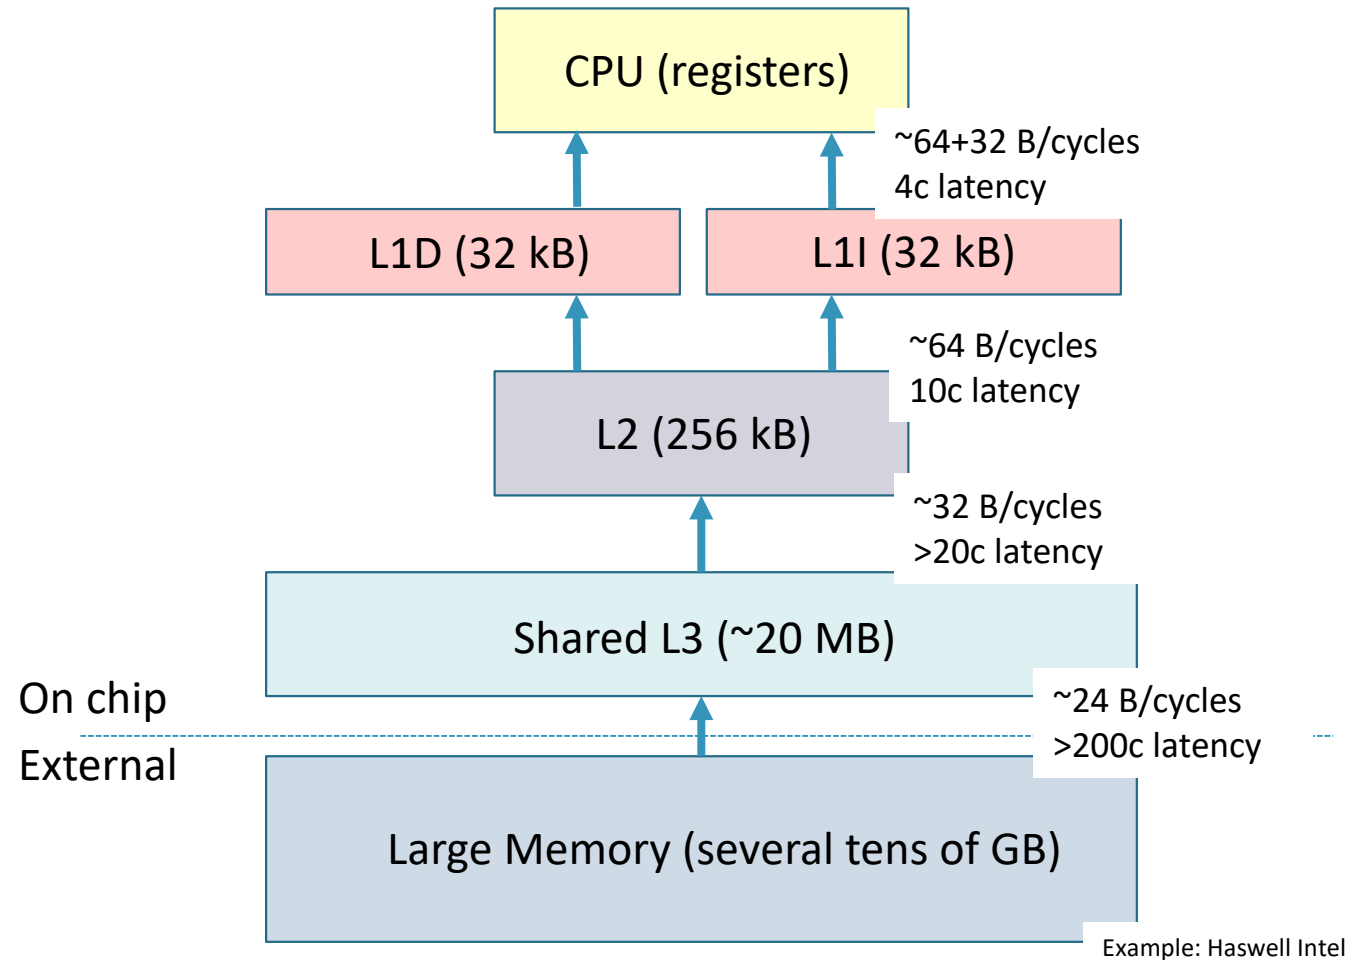 CPU (registers)
~64+32 B/cycles
4c latency
L1D (32 kB)
L1I (32 kB)
~64 B/cycles
10c latency
L2 (256 kB)
~32 B/cycles
>20c latency
Shared L3 (~20 MB)
On chip
~24 B/cycles
>200c latency
External
Large Memory (several tens of GB)
Example: Haswell Intel